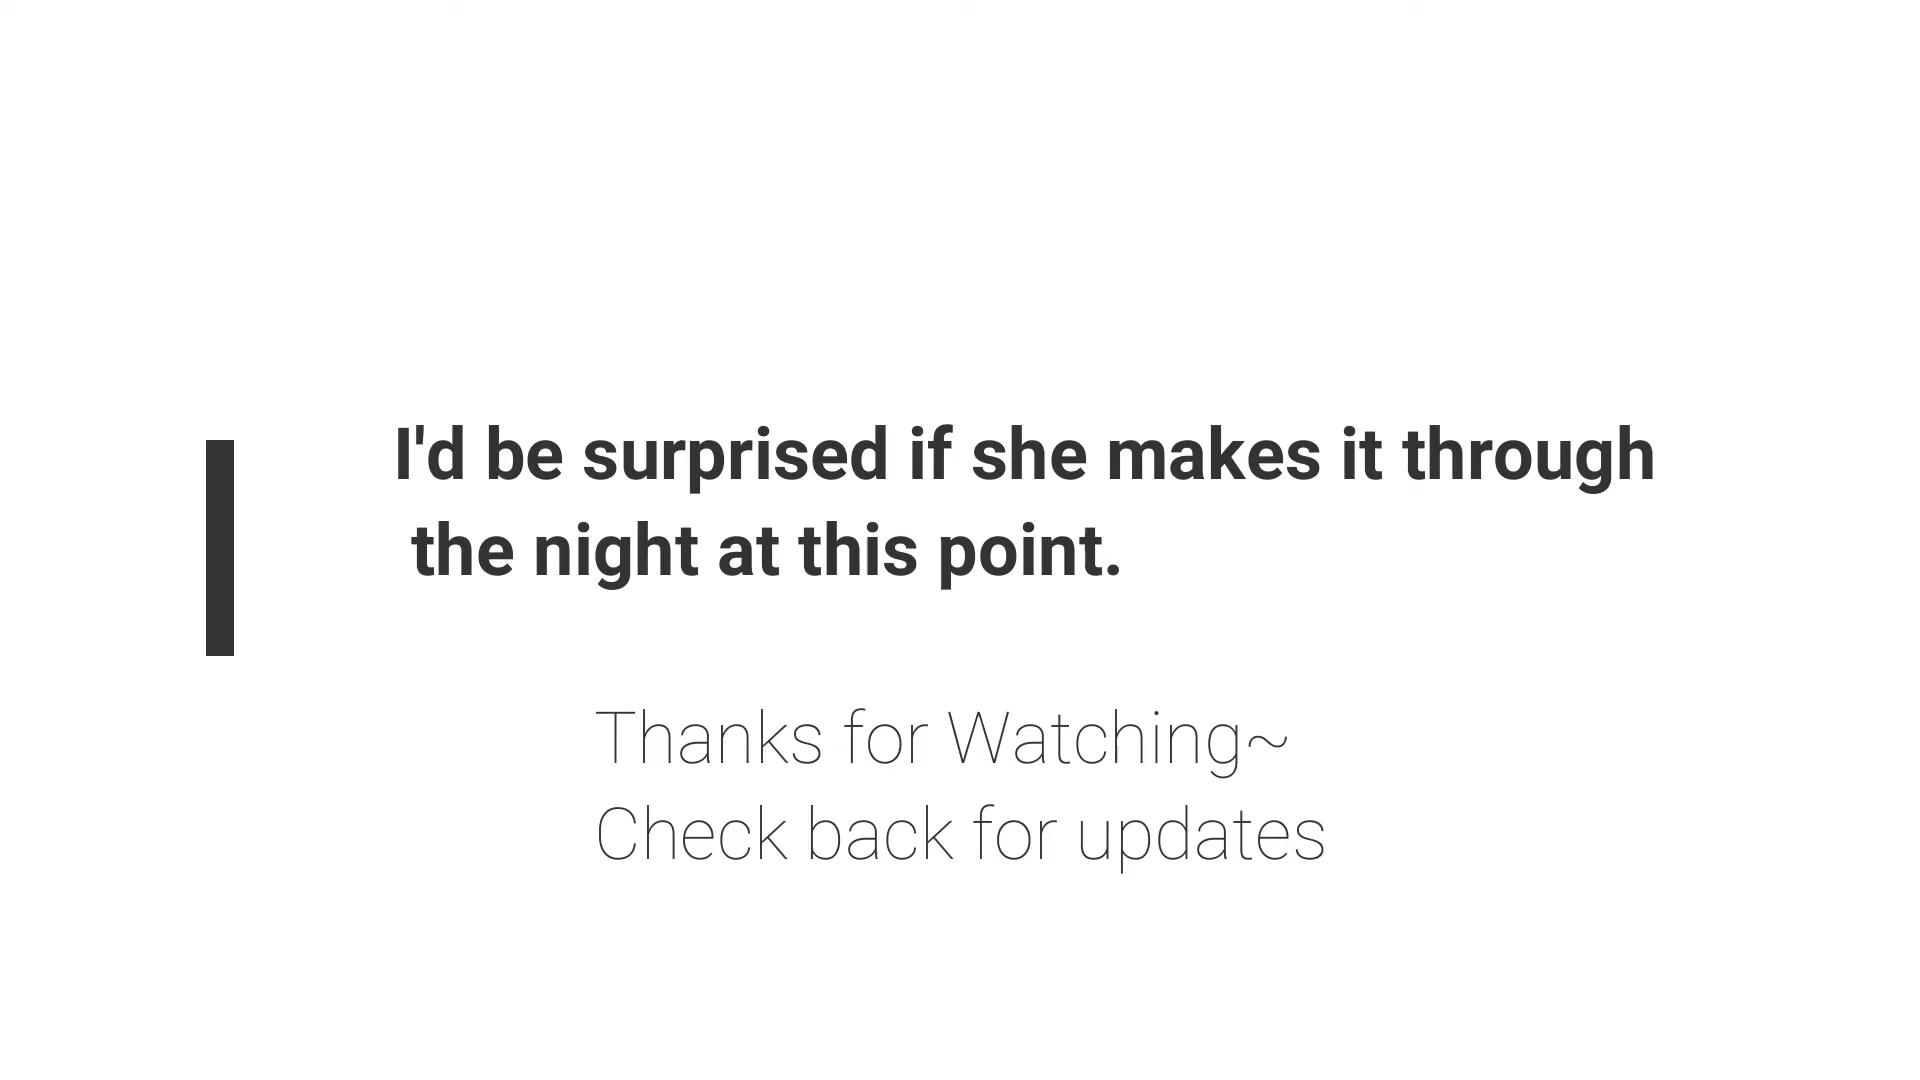 I'd be surprised if she makes it through
the night at this point.
Thanks for Watching~
Check back for updates